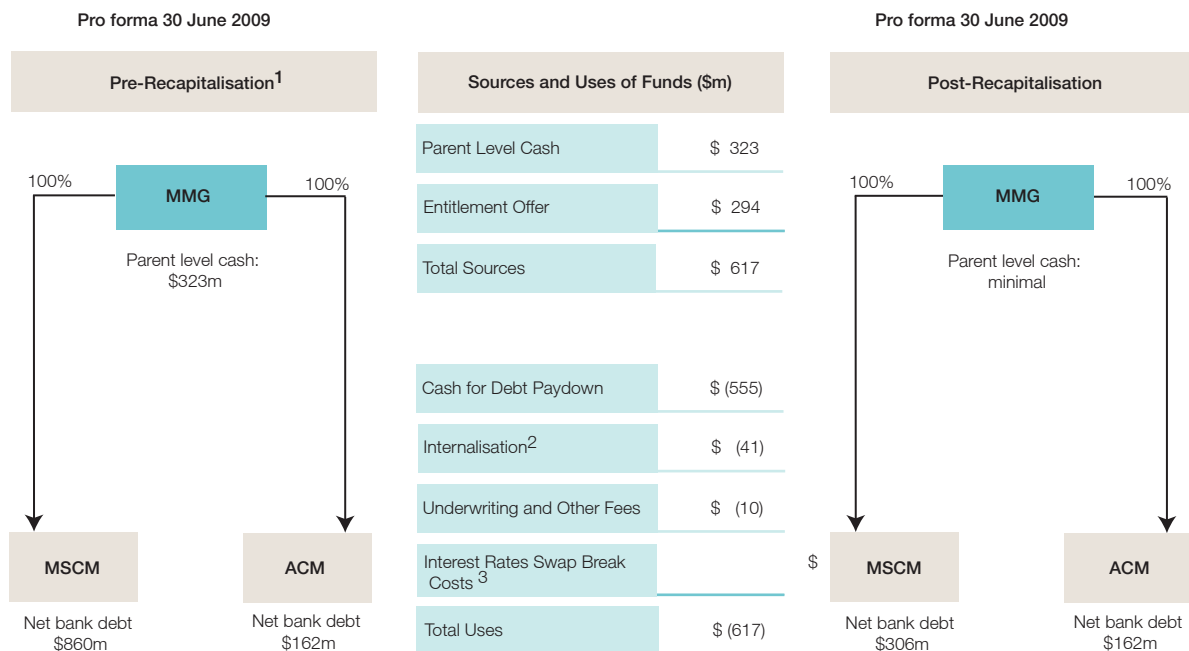 Pro forma 30 June 2009
Pre-Recapitalisation1
100%
MMG
100%
Parent level cash:
$323m
MSCM
ACM
Net bank debt
$860m
Net bank debt
$162m
Sources and Uses of Funds ($m)
Parent Level Cash $ 323
Entitlement Offer $ 294
Total Sources $ 617
Cash for Debt Paydown $ (555)
Internalisation2 $ (41)
Underwriting and Other Fees $ (10)
Interest Rates Swap Break
Costs 3 $
Total Uses $ (617)
Pro forma 30 June 2009
Post-Recapitalisation
100%
MMG
100%
Parent level cash:
minimal
MSCM
ACM
Net bank debt
$306m
Net bank debt
$162m